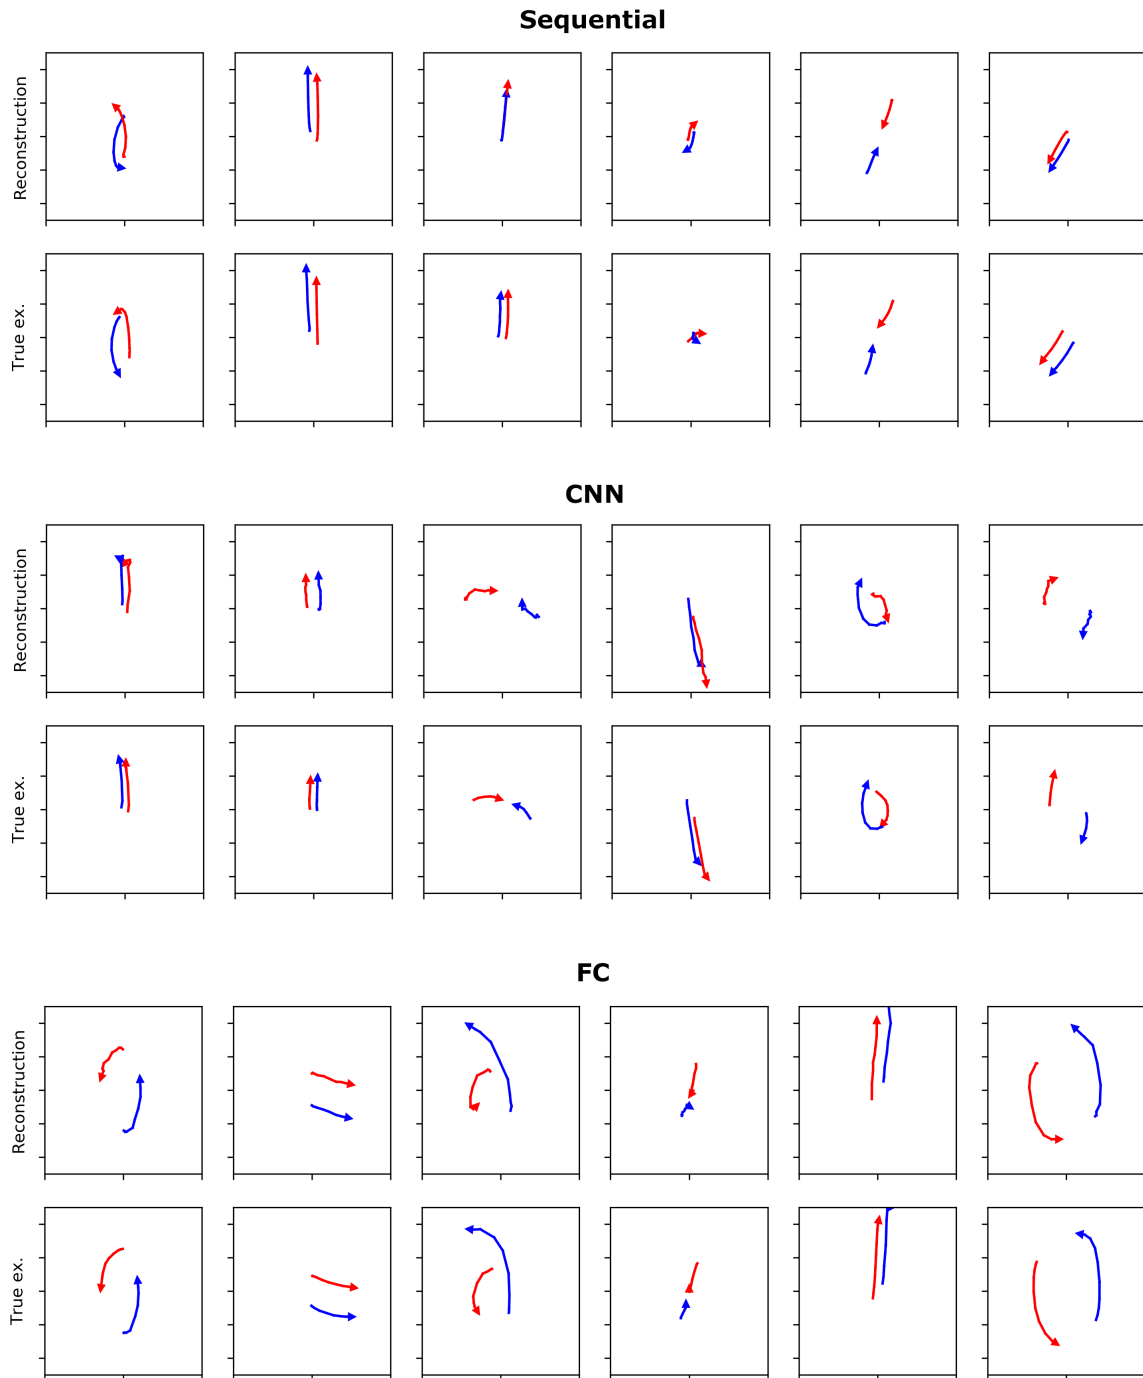 Sequential
Reconstruction
True ex.
CNN
Reconstruction
True ex.
FC
Reconstruction
True ex.